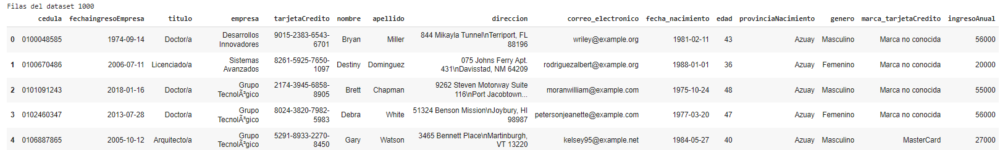 Filas del dataset 1000
cedula fechaingresoEmpresa titulo empresa tarjetaCredito nombre apellido direccion correo_electronico fecha_nacimiento edad provinciaNacimiento genero marca_tarjetaCredito ingresoAnual
0 0100048585 1974-09-14 Doctor/a Desarrollos Innovadores 9015-2383-6543-6701 Bryan Miller 844 Mikayla Tunnel\nTerriport, FL 88196 wriley@example.org 1981-02-11 43 Azuay Masculino Marca no conocida 56000
1 0100670486 2006-07-11 Licenciado/a Sistemas Avanzados 8261-5925-7650-1097 Destiny Dominguez 075 Johns Ferry Apt. 431\nDavisstad, NM 64209 rodriguezalbert@example.org 1988-01-01 36 Azuay Femenino Marca no conocida 20000
2 0101091243 2018-01-16 Doctor/a Grupo TecnolÃ³gico 2174-3945-6858-8905 Brett Chapman 9262 Steven Motorway Suite 116\nPort Jacobtown... moranwilliam@example.com 1975-10-24 48 Azuay Masculino Marca no conocida 55000
3 0102460347 2013-07-28 Doctor/a Grupo TecnolÃ³gico 8024-3820-7982-5983 Debra White 51324 Benson Mission\nJoybury, HI 98987 petersonjeanette@example.com 1977-03-20 47 Azuay Femenino Marca no conocida 56000
4 0106887865 2005-10-12 Arquitecto/a Grupo TecnolÃ³gico 5291-8933-2270-8450 Gary Watson 3465 Bennett Place\nMartinburgh, VT 13220 kelsey95@example.net 1984-05-27 40 Azuay Masculino MasterCard 27000